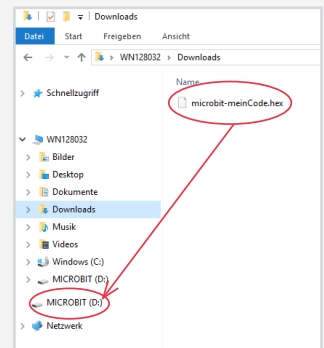 Downloads
Datei Start Freigeben Ansicht
WN128032 > Downloads
Name
Schnellzugriff
microbit-meinCode.hex
WN128032
Bilder
Desktop
Dokumente
Downloads
Musik
Videos
Windows (C:)
MICROBIT (D:)
MICROBIT (D:)
Netzwerk